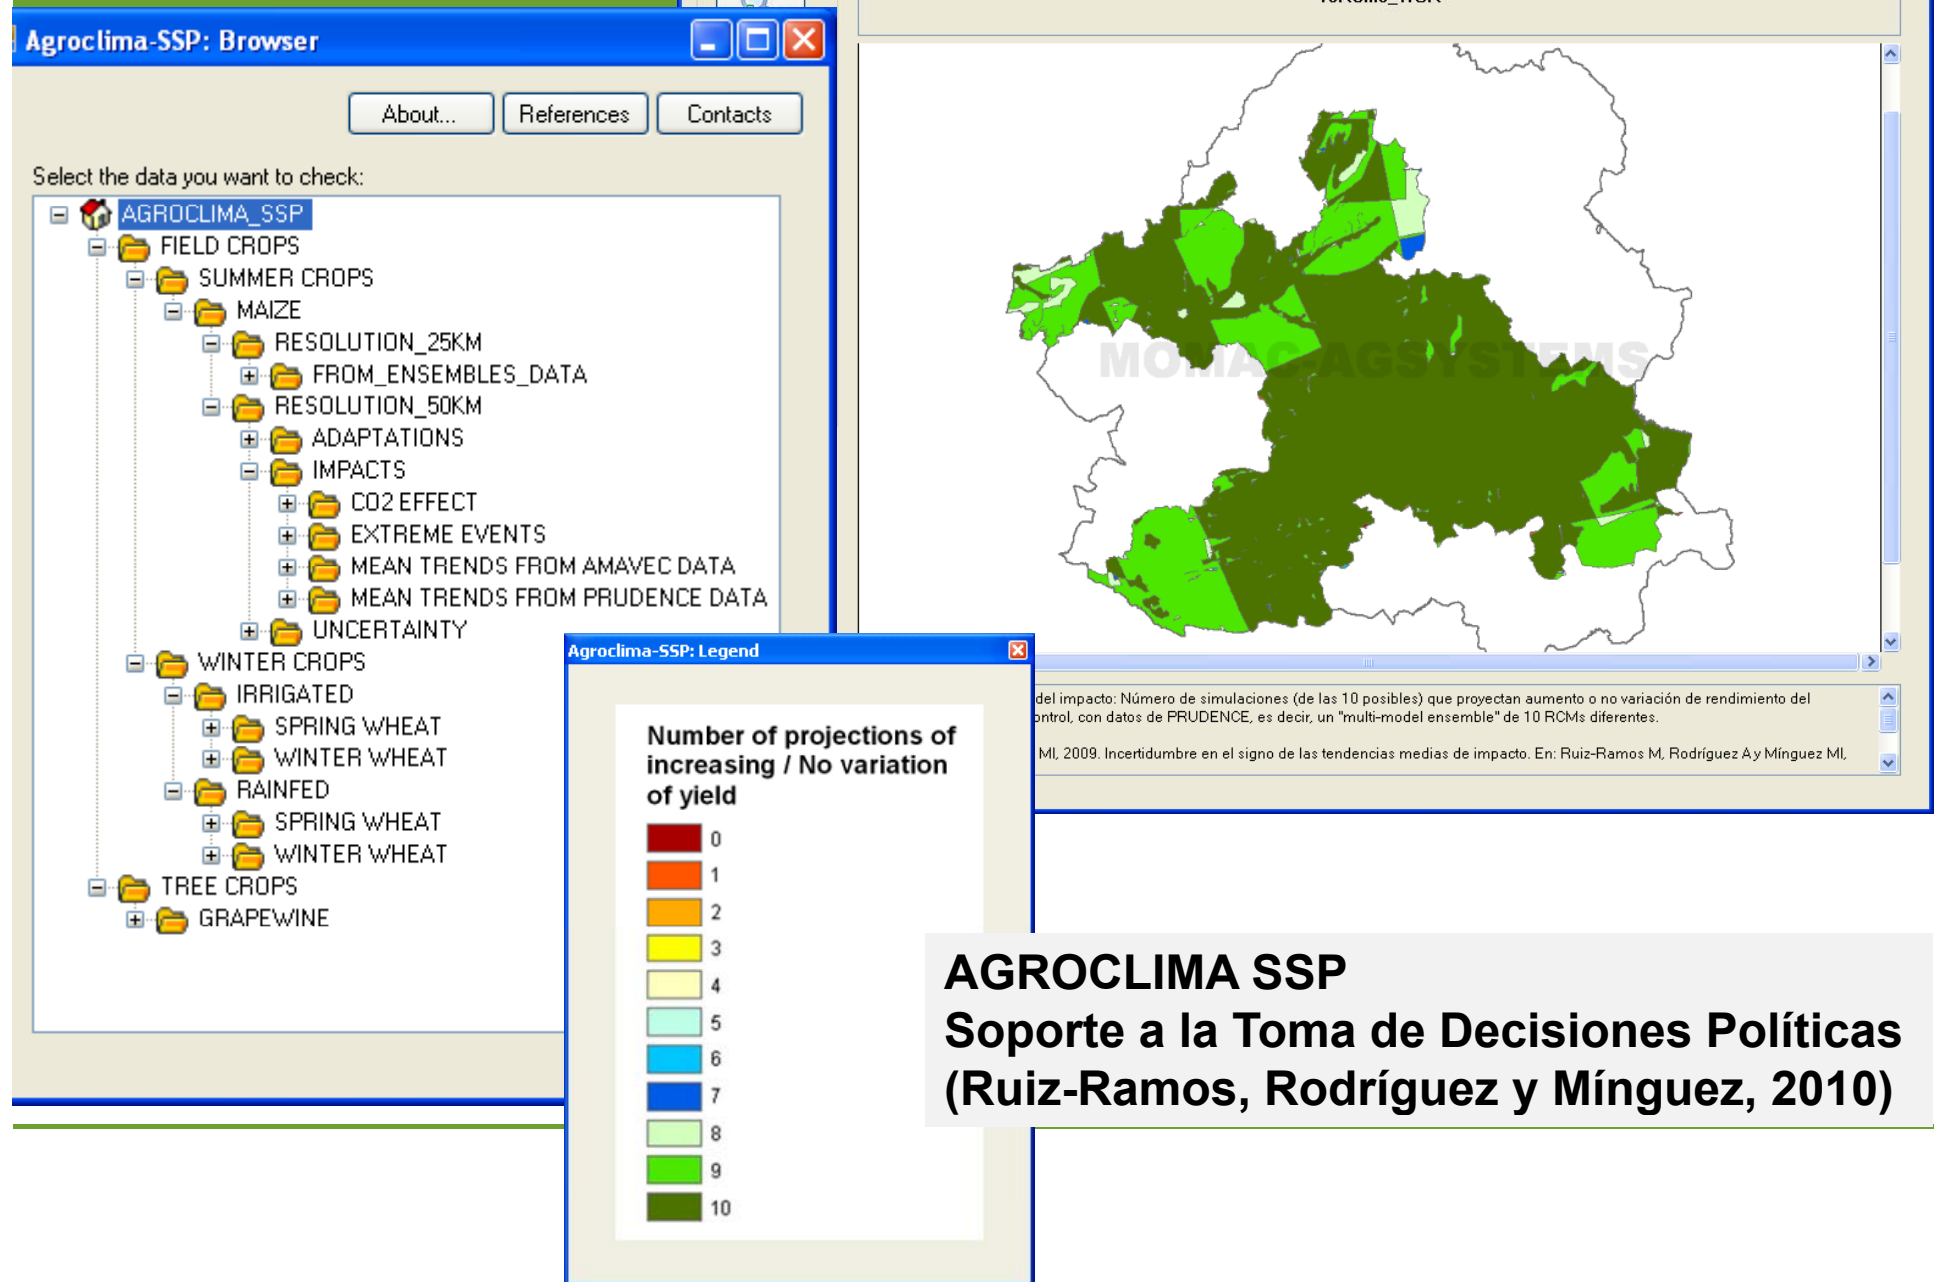 Agroclima-SSP: Browser
About...
References
Contacts
Select the data you want to check:
AGROCLIMA_SSP
FIELD CROPS
SUMMER CROPS
MAIZE
RESOLUTION_25KM
FROM_ENSEMBLES_DATA
RESOLUTION_50KM
ADAPTATIONS
IMPACTS
CO2 EFFECT
EXTREME EVENTS
MEAN TRENDS FROM AMAVEC DATA
MEAN TRENDS FROM PRUDENCE DATA
UNCERTAINTY
WINTER CROPS
IRRIGATED
SPRING WHEAT
WINTER WHEAT
RAINFED
SPRING WHEAT
WINTER WHEAT
TREE CROPS
GRAPEWINE
MOMAC-AGSYSTEMS
del impacto: Número de simulaciones (de las 10 posibles) que proyectan aumento o no variación de rendimiento del
ontrol, con datos de PRUDENCE, es decir, un "multi-model ensemble" de 10 RCMs diferentes.
MI, 2009. Incertidumbre en el signo de las tendencias medias de impacto. En: Ruiz-Ramos M, Rodríguez A y Mínguez MI,
Agroclima-SSP: Legend
Number of projections of
increasing / No variation
of yield
0
1
2
3
4
5
6
7
8
9
10
AGROCLIMA SSP
Soporte a la Toma de Decisiones Políticas
(Ruiz-Ramos, Rodríguez y Mínguez, 2010)